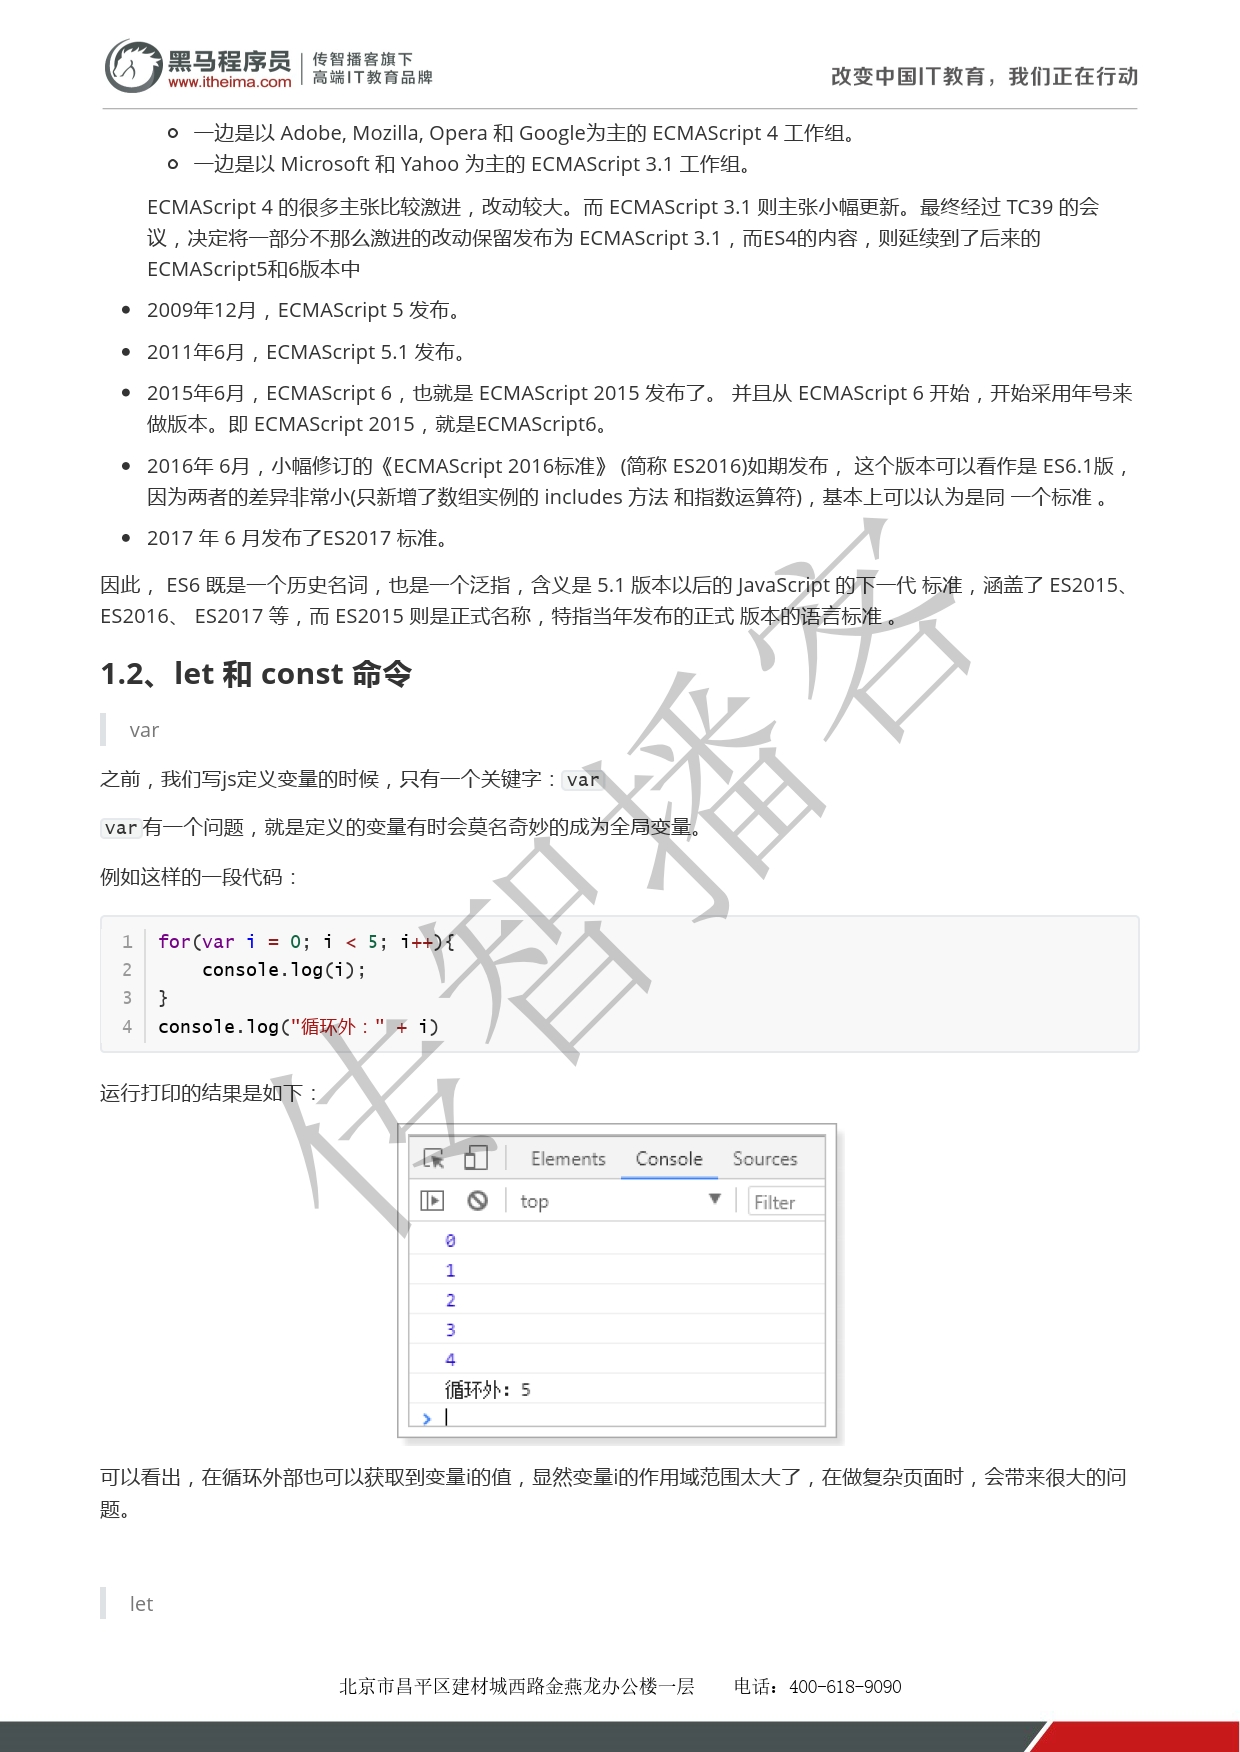 黑马程序员
www.itheima.com
传智播客旗下
高端IT教育品牌
改变中国IT教育，我们正在行动
一边是以 Adobe, Mozilla, Opera 和 Google为主的 ECMAScript 4 工作组。
一边是以 Microsoft 和 Yahoo 为主的 ECMAScript 3.1 工作组。
ECMAScript 4 的很多主张比较激进，改动较大。而 ECMAScript 3.1 则主张小幅更新。最终经过 TC39 的会
议，决定将一部分不那么激进的改动保留发布为 ECMAScript 3.1，而ES4的内容，则延续到了后来的
ECMAScript5和6版本中
2009年12月，ECMAScript 5 发布。
2011年6月，ECMAScript 5.1 发布。
2015年6月，ECMAScript 6，也就是 ECMAScript 2015 发布了。 并且从 ECMAScript 6 开始，开始采用年号来
做版本。即 ECMAScript 2015，就是ECMAScript6。
2016年 6月，小幅修订的《ECMAScript 2016标准》 (简称 ES2016)如期发布， 这个版本可以看作是 ES6.1版，
因为两者的差异非常小(只新增了数组实例的 includes 方法 和指数运算符)，基本上可以认为是同 一个标准 。
2017 年 6 月发布了ES2017 标准。
因此， ES6 既是一个历史名词，也是一个泛指，含义是 5.1 版本以后的 JavaScript 的下一代 标准，涵盖了 ES2015、
ES2016、 ES2017 等，而 ES2015 则是正式名称，特指当年发布的正式 版本的语言标准 。
1.2、let 和 const 命令
var
之前，我们写js定义变量的时候，只有一个关键字：var
var有一个问题，就是定义的变量有时会莫名奇妙的成为全局变量。
例如这样的一段代码：
1 for(var i = 0; i < 5; i++){
2     console.log(i);
3 }
4 console.log("循环外：" + i)
运行打印的结果是如下：
Elements Console Sources
top Filter
0
1
2
3
4
循环外: 5
可以看出，在循环外部也可以获取到变量i的值，显然变量i的作用域范围太大了，在做复杂页面时，会带来很大的问
题。
let
北京市昌平区建材城西路金燕龙办公楼一层 电话：400-618-9090
传智播客